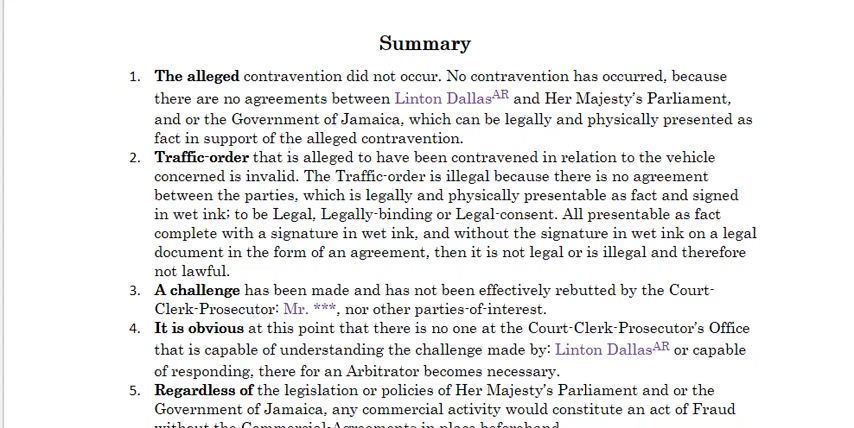 Summary
1. The alleged contravention did not occur. No contravention has occurred, because
there are no agreements between Linton DallasAR and Her Majesty's Parliament,
and or the Government of Jamaica, which can be legally and physically presented as
fact in support of the alleged contravention.
2. Traffic-order that is alleged to have been contravened in relation to the vehicle
concerned is invalid. The Traffic-order is illegal because there is no agreement
between the parties, which is legally and physically presentable as fact and signed
in wet ink; to be Legal, Legally-binding or Legal-consent. All presentable as fact
complete with a signature in wet ink, and without the signature in wet ink on a legal
document in the form of an agreement, then it is not legal or is illegal and therefore
not lawful.
3. A challenge has been made and has not been effectively rebutted by the Court-
Clerk-Prosecutor: Mr. ***, nor other parties-of-interest.
4. It is obvious at this point that there is no one at the Court-Clerk-Prosecutor's Office
that is capable of understanding the challenge made by: Linton DallasAR or capable
of responding, there for an Arbitrator becomes necessary.
5. Regardless of the legislation or policies of Her Majesty's Parliament and or the
Government of Jamaica, any commercial activity would constitute an act of Fraud
without the Commercial-Agreements in place beforehand.